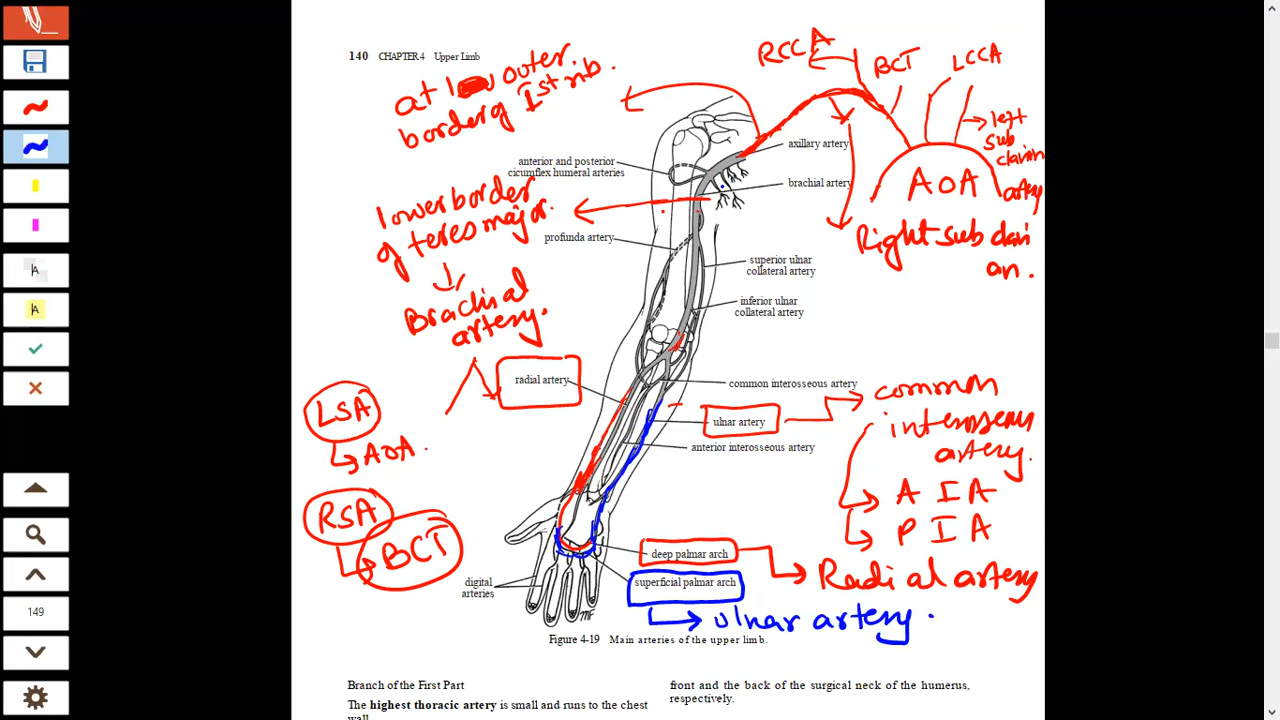 140 CHAPTER 4 Upper Limb
at outer
border of 1st rib.
RCCA
BCT
LCCA
left
sub
clavian
artery
AOA
Right subclavi
an.
axillary artery
anterior and posterior
cicumflex humeral arteries
brachial artery
lower border
of teres major.
profunda artery
superior ulnar
collateral artery
Brachial
artery.
inferior ulnar
collateral artery
radial artery
common interosseous artery
common
interosseous
artery.
LSA
AOA.
ulnar artery
anterior interosseous artery
A I A
P I A
RSA
BCT
deep palmar arch
Radial artery
digital
arteries
superficial palmar arch
ulnar artery.
Figure 4-19 Main arteries of the upper limb.
Branch of the First Part
The highest thoracic artery is small and runs to the chest
wall
front and the back of the surgical neck of the humerus,
respectively.
A
A
149